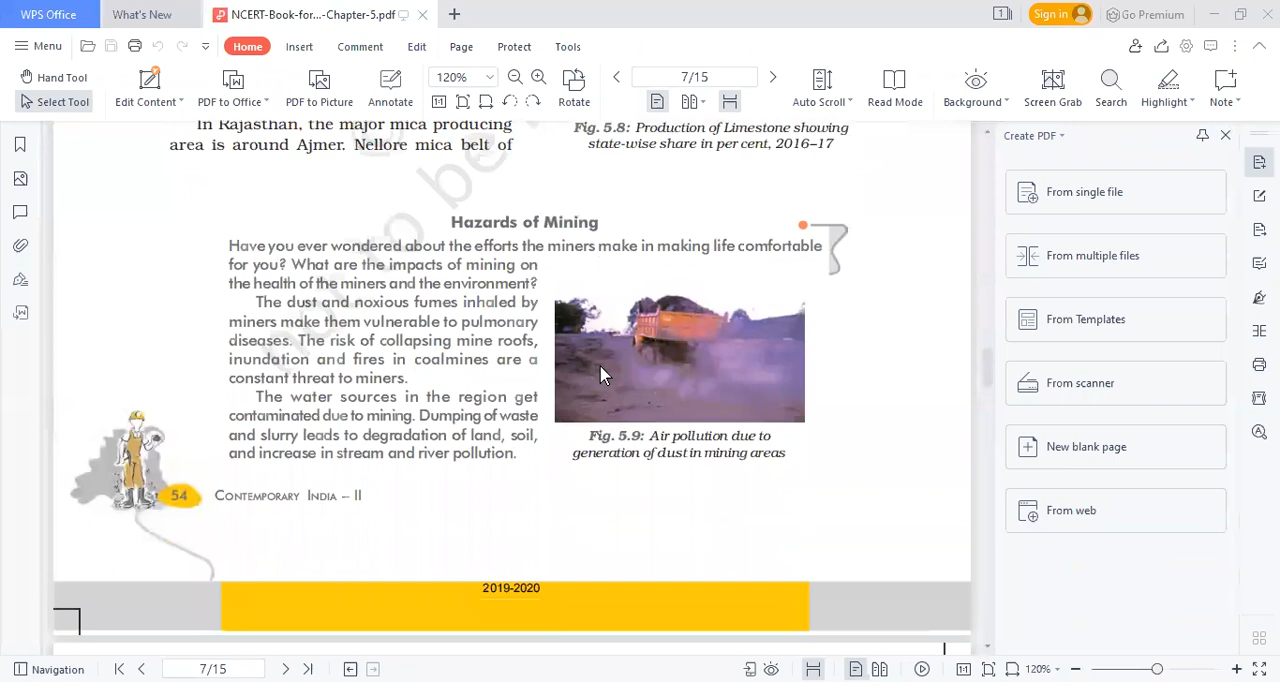 WPS Office
What's New
NCERT-Book-for...-Chapter-5.pdf
Sign in
Go Premium
Menu
Home
Insert
Comment
Edit
Page
Protect
Tools
Hand Tool
Select Tool
Edit Content
PDF to Office
PDF to Picture
Annotate
120%
Rotate
7/15
Auto Scroll
Read Mode
Background
Screen Grab
Search
Highlight
Note
In Rajasthan, the major mica producing
area is around Ajmer. Nellore mica belt of
Fig. 5.8: Production of Limestone showing
state-wise share in per cent, 2016–17
not to be
Hazards of Mining
Have you ever wondered about the efforts the miners make in making life comfortable
for you? What are the impacts of mining on
the health of the miners and the environment?
The dust and noxious fumes inhaled by
miners make them vulnerable to pulmonary
diseases. The risk of collapsing mine roofs,
inundation and fires in coalmines are a
constant threat to miners.
The water sources in the region get
contaminated due to mining. Dumping of waste
and slurry leads to degradation of land, soil,
and increase in stream and river pollution.
Fig. 5.9: Air pollution due to
generation of dust in mining areas
54
Contemporary India – II
2019-2020
Create PDF
From single file
From multiple files
From Templates
From scanner
New blank page
From web
Navigation
7/15
120%